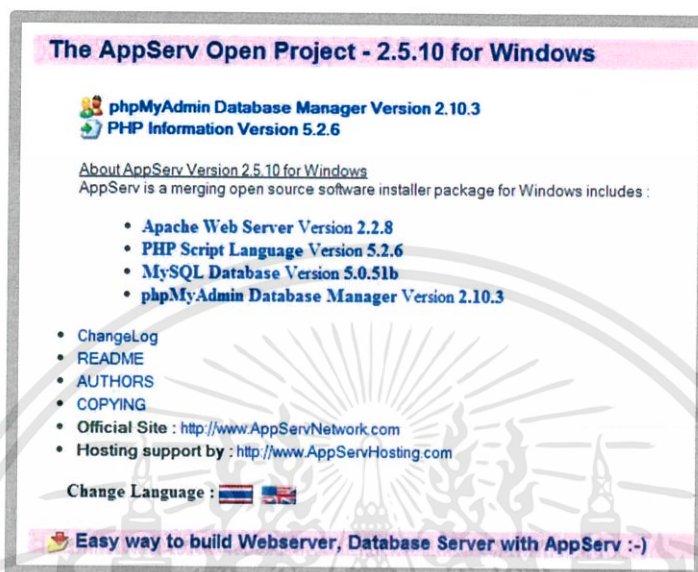 The AppServ Open Project - 2.5.10 for Windows
phpMyAdmin Database Manager Version 2.10.3
PHP Information Version 5.2.6
About AppServ Version 2.5.10 for Windows
AppServ is a merging open source software installer package for Windows includes :
• Apache Web Server Version 2.2.8
• PHP Script Language Version 5.2.6
• MySQL Database Version 5.0.51b
• phpMyAdmin Database Manager Version 2.10.3
• ChangeLog
• README
• AUTHORS
• COPYING
• Official Site : http://www.AppServNetwork.com
• Hosting support by : http://www.AppServHosting.com
Change Language :
Easy way to build Webserver, Database Server with AppServ :-)